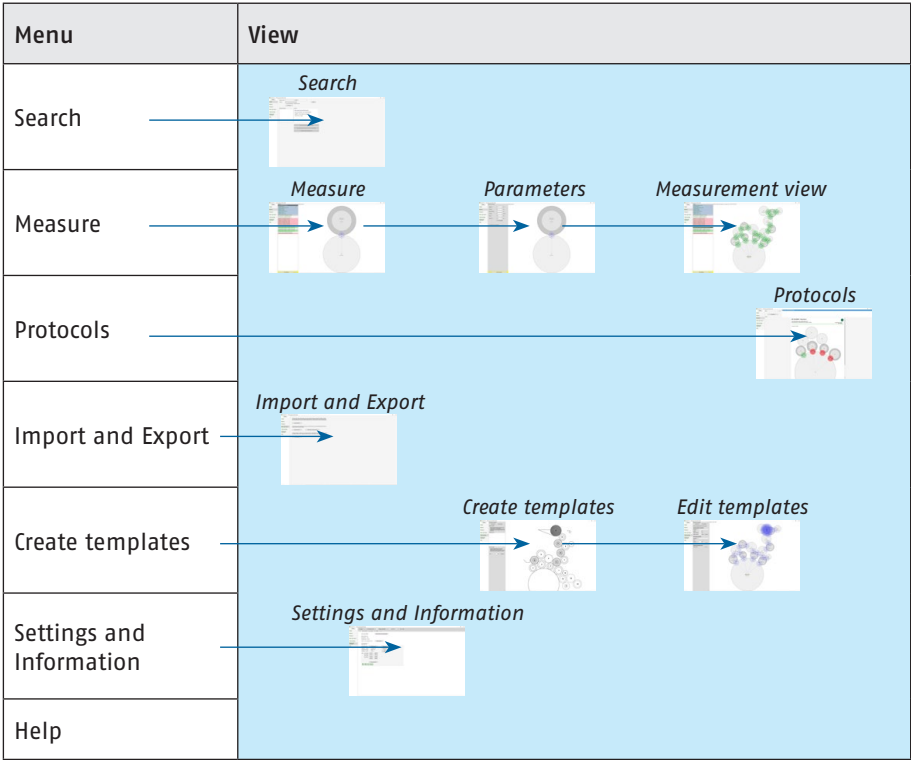 Menu
View
Search
Search
Measure
Measure
Parameters
Measurement view
Protocols
Protocols
Import and Export
Import and Export
Create templates
Create templates
Edit templates
Settings and
Information
Settings and Information
Help